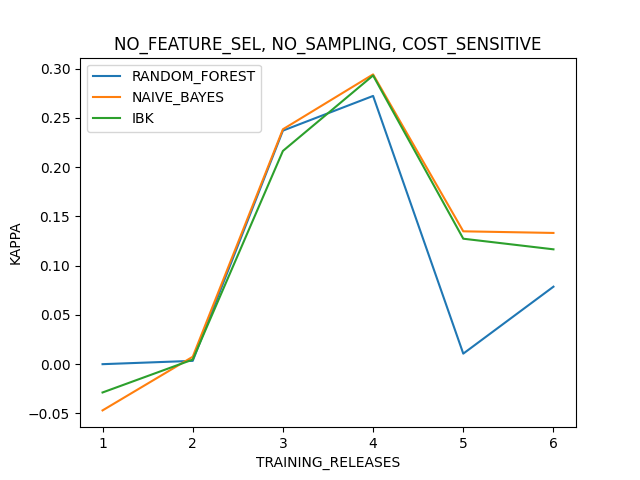 NO_FEATURE_SEL, NO_SAMPLING, COST_SENSITIVE
RANDOM_FOREST
NAIVE_BAYES
IBK
0.30
0.25
0.20
0.15
0.10
0.05
0.00
−0.05
KAPPA
1 2 3 4 5 6
TRAINING_RELEASES